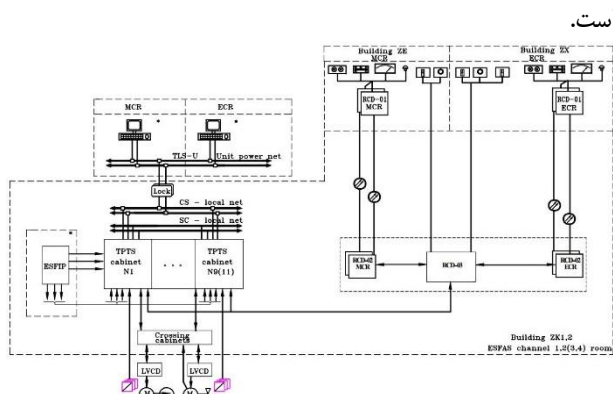 است.
Building ZE
MCR
Building ZX
ECR
MCR
ECR
RCD-01
MCR
RCD-01
ECR
TLS-U
Unit power net
Lock
CS - local net
SC - local net
ESFIP
TPTS
cabinet
N1
...
TPTS
cabinet
N9(11)
RCD-02
MCR
RCD-03
RCD-02
ECR
Crossing
cabinets
LVCD
LVCD
Building ZK1,2
ESFAS channel 1,2(3,4) room
M
M